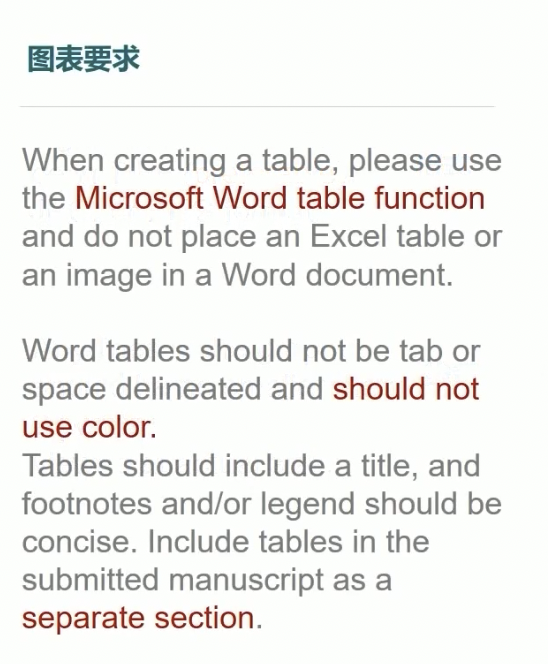 图表要求
When creating a table, please use
the Microsoft Word table function
and do not place an Excel table or
an image in a Word document.
Word tables should not be tab or
space delineated and should not
use color.
Tables should include a title, and
footnotes and/or legend should be
concise. Include tables in the
submitted manuscript as a
separate section.